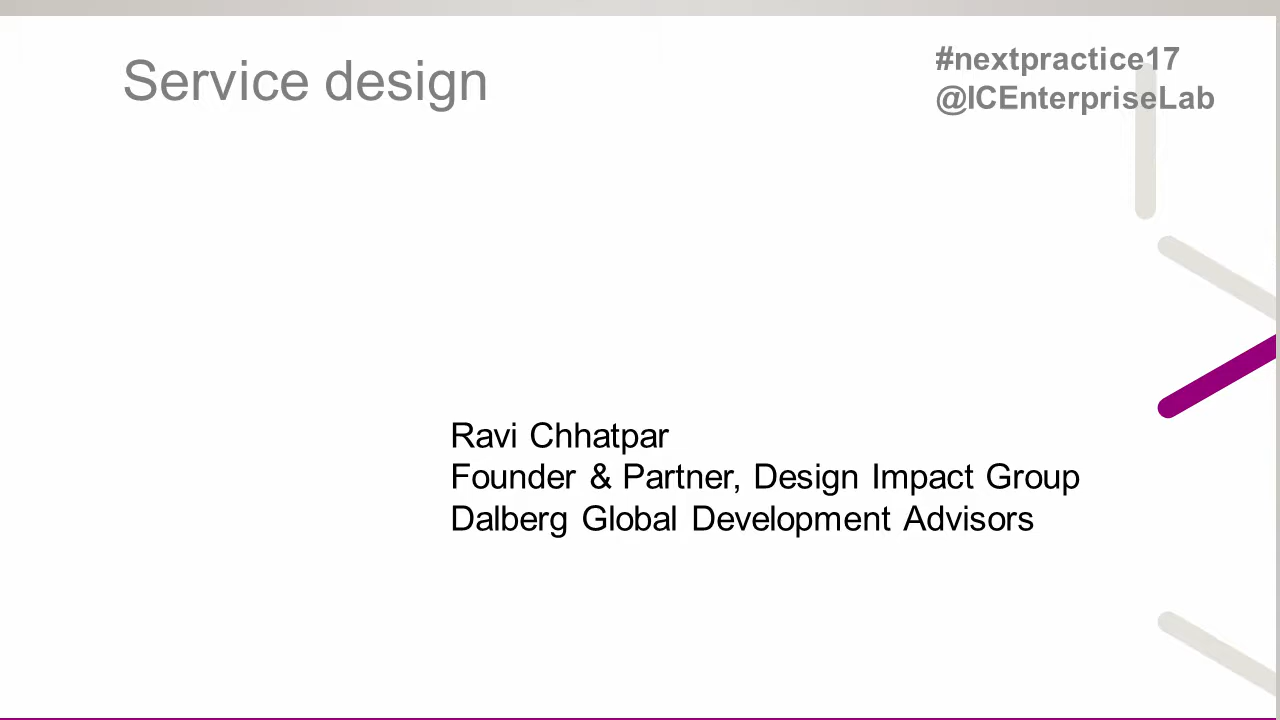 Service design
#nextpractice17
@ICEnterpriseLab
Ravi Chhatpar
Founder & Partner, Design Impact Group
Dalberg Global Development Advisors